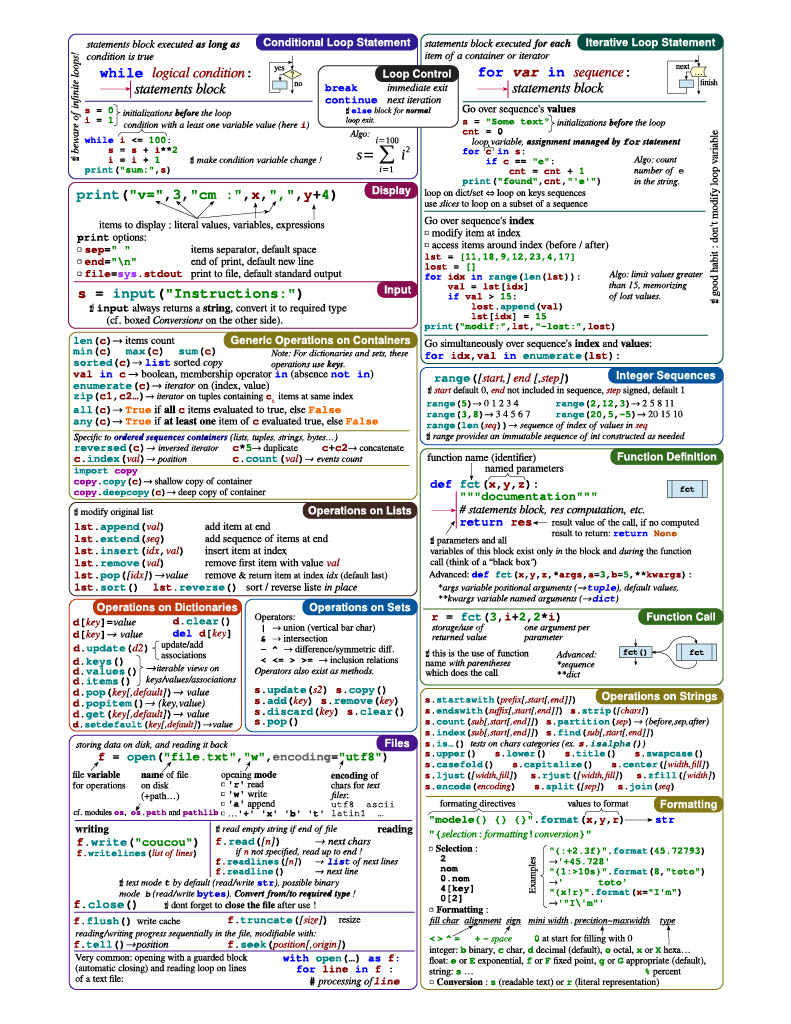 Conditional Loop Statement
statements block executed as long as
condition is true
while logical condition:
statements block
yes
?
no
☝ beware of infinite loops!
s = 0
i = 1
initializations before the loop
condition with a least one variable value (here i)
while i <= 100:
s = s + i**2
i = i + 1
☝ make condition variable change !
print("sum:",s)
Algo:
i=100
s= ∑ i²
i=1
Loop Control
break immediate exit
continue next iteration
☝ else block for normal
loop exit.
Iterative Loop Statement
statements block executed for each
item of a container or iterator
for var in sequence:
statements block
next
…
finish
Go over sequence's values
s = "Some text"
cnt = 0
initializations before the loop
loop variable, assignment managed by for statement
for c in s:
if c == "e":
cnt = cnt + 1
print("found",cnt,"'e'")
Algo: count
number of e
in the string.
loop on dict/set ⇔ loop on keys sequences
use slices to loop on a subset of a sequence
Go over sequence's index
□ modify item at index
□ access items around index (before / after)
lst = [11,18,9,12,23,4,17]
lost = []
for idx in range(len(lst)):
val = lst[idx]
if val > 15:
lost.append(val)
lst[idx] = 15
print("modif:",lst,"-lost:",lost)
Algo: limit values greater
than 15, memorizing
of lost values.
☝ good habit : don't modify loop variable
Go simultaneously over sequence's index and values:
for idx,val in enumerate(lst):
Display
print("v=",3,"cm :",x,",",y+4)
items to display : literal values, variables, expressions
print options:
□ sep=" " items separator, default space
□ end="\n" end of print, default new line
□ file=sys.stdout print to file, default standard output
Input
s = input("Instructions:")
☝ input always returns a string, convert it to required type
(cf. boxed Conversions on the other side).
Generic Operations on Containers
len(c)→ items count
min(c) max(c) sum(c)
Note: For dictionaries and sets, these
operations use keys.
sorted(c)→ list sorted copy
val in c → boolean, membership operator in (absence not in)
enumerate(c)→ iterator on (index, value)
zip(c1,c2…)→ iterator on tuples containing cᵢ items at same index
all(c)→ True if all c items evaluated to true, else False
any(c)→ True if at least one item of c evaluated true, else False
Specific to ordered sequences containers (lists, tuples, strings, bytes…)
reversed(c)→ inversed iterator c*5→ duplicate c+c2→ concatenate
c.index(val)→ position c.count(val)→ events count
import copy
copy.copy(c)→ shallow copy of container
copy.deepcopy(c)→ deep copy of container
Integer Sequences
range([start,] end [,step])
☝ start default 0, end not included in sequence, step signed, default 1
range(5)→ 0 1 2 3 4 range(2,12,3)→ 2 5 8 11
range(3,8)→ 3 4 5 6 7 range(20,5,-5)→ 20 15 10
range(len(seq))→ sequence of index of values in seq
☝ range provides an immutable sequence of int constructed as needed
Function Definition
function name (identifier)
named parameters
def fct(x,y,z):
"""documentation"""
# statements block, res computation, etc.
return res
result value of the call, if no computed
result to return: return None
fct
☝ parameters and all
variables of this block exist only in the block and during the function
call (think of a "black box")
Advanced: def fct(x,y,z,*args,a=3,b=5,**kwargs):
*args variable positional arguments (→tuple), default values,
**kwargs variable named arguments (→dict)
Function Call
r = fct(3,i+2,2*i)
storage/use of
returned value
one argument per
parameter
☝ this is the use of function
name with parentheses
which does the call
Advanced:
*sequence
**dict
fct()
fct
Operations on Lists
☝ modify original list
lst.append(val) add item at end
lst.extend(seq) add sequence of items at end
lst.insert(idx,val) insert item at index
lst.remove(val) remove first item with value val
lst.pop([idx])→value remove & return item at index idx (default last)
lst.sort() lst.reverse() sort / reverse liste in place
Operations on Dictionaries
d[key]=value d.clear()
d[key]→ value del d[key]
d.update(d2) update/add
associations
d.keys()
d.values()
d.items()
→iterable views on
keys/values/associations
d.pop(key[,default])→ value
d.popitem()→ (key,value)
d.get(key[,default])→ value
d.setdefault(key[,default])→value
Operations on Sets
Operators:
| → union (vertical bar char)
& → intersection
- ^ → difference/symmetric diff.
< <= > >= → inclusion relations
Operators also exist as methods.
s.update(s2) s.copy()
s.add(key) s.remove(key)
s.discard(key) s.clear()
s.pop()
Operations on Strings
s.startswith(prefix[,start[,end]])
s.endswith(suffix[,start[,end]]) s.strip([chars])
s.count(sub[,start[,end]]) s.partition(sep)→ (before,sep,after)
s.index(sub[,start[,end]]) s.find(sub[,start[,end]])
s.is…() tests on chars categories (ex. s.isalpha())
s.upper() s.lower() s.title() s.swapcase()
s.casefold() s.capitalize() s.center([width,fill])
s.ljust([width,fill]) s.rjust([width,fill]) s.zfill([width])
s.encode(encoding) s.split([sep]) s.join(seq)
Files
storing data on disk, and reading it back
f = open("file.txt","w",encoding="utf8")
file variable
for operations
name of file
on disk
(+path…)
opening mode
□ 'r' read
□ 'w' write
□ 'a' append
□ …'+' 'x' 'b' 't'
encoding of
chars for text
files:
utf8 ascii
latin1 …
cf. modules os, os.path and pathlib
writing
f.write("coucou")
f.writelines(list of lines)
☝ read empty string if end of file reading
f.read([n]) → next chars
if n not specified, read up to end !
f.readlines([n]) → list of next lines
f.readline() → next line
☝ text mode t by default (read/write str), possible binary
mode b (read/write bytes). Convert from/to required type !
f.close() ☝ dont forget to close the file after use !
f.flush() write cache f.truncate([size]) resize
reading/writing progress sequentially in the file, modifiable with:
f.tell()→position f.seek(position[,origin])
Very common: opening with a guarded block
(automatic closing) and reading loop on lines
of a text file:
with open(…) as f:
for line in f :
# processing of line
Formatting
formatting directives values to format
"modele{} {} {}".format(x,y,r) → str
"{selection:formatting!conversion}"
□ Selection :
2
nom
0.nom
4[key]
0[2]
Examples
"{:+2.3f}".format(45.72793)
→'+45.728'
"{1:>10s}".format(8,"toto")
→' toto'
"{x!r}".format(x="I'm")
→'"I\'m"'
□ Formatting :
fill char alignment sign mini width.precision~maxwidth type
< > ^ = + - space 0 at start for filling with 0
integer: b binary, c char, d decimal (default), o octal, x or X hexa…
float: e or E exponential, f or F fixed point, g or G appropriate (default),
string: s … % percent
□ Conversion : s (readable text) or r (literal representation)